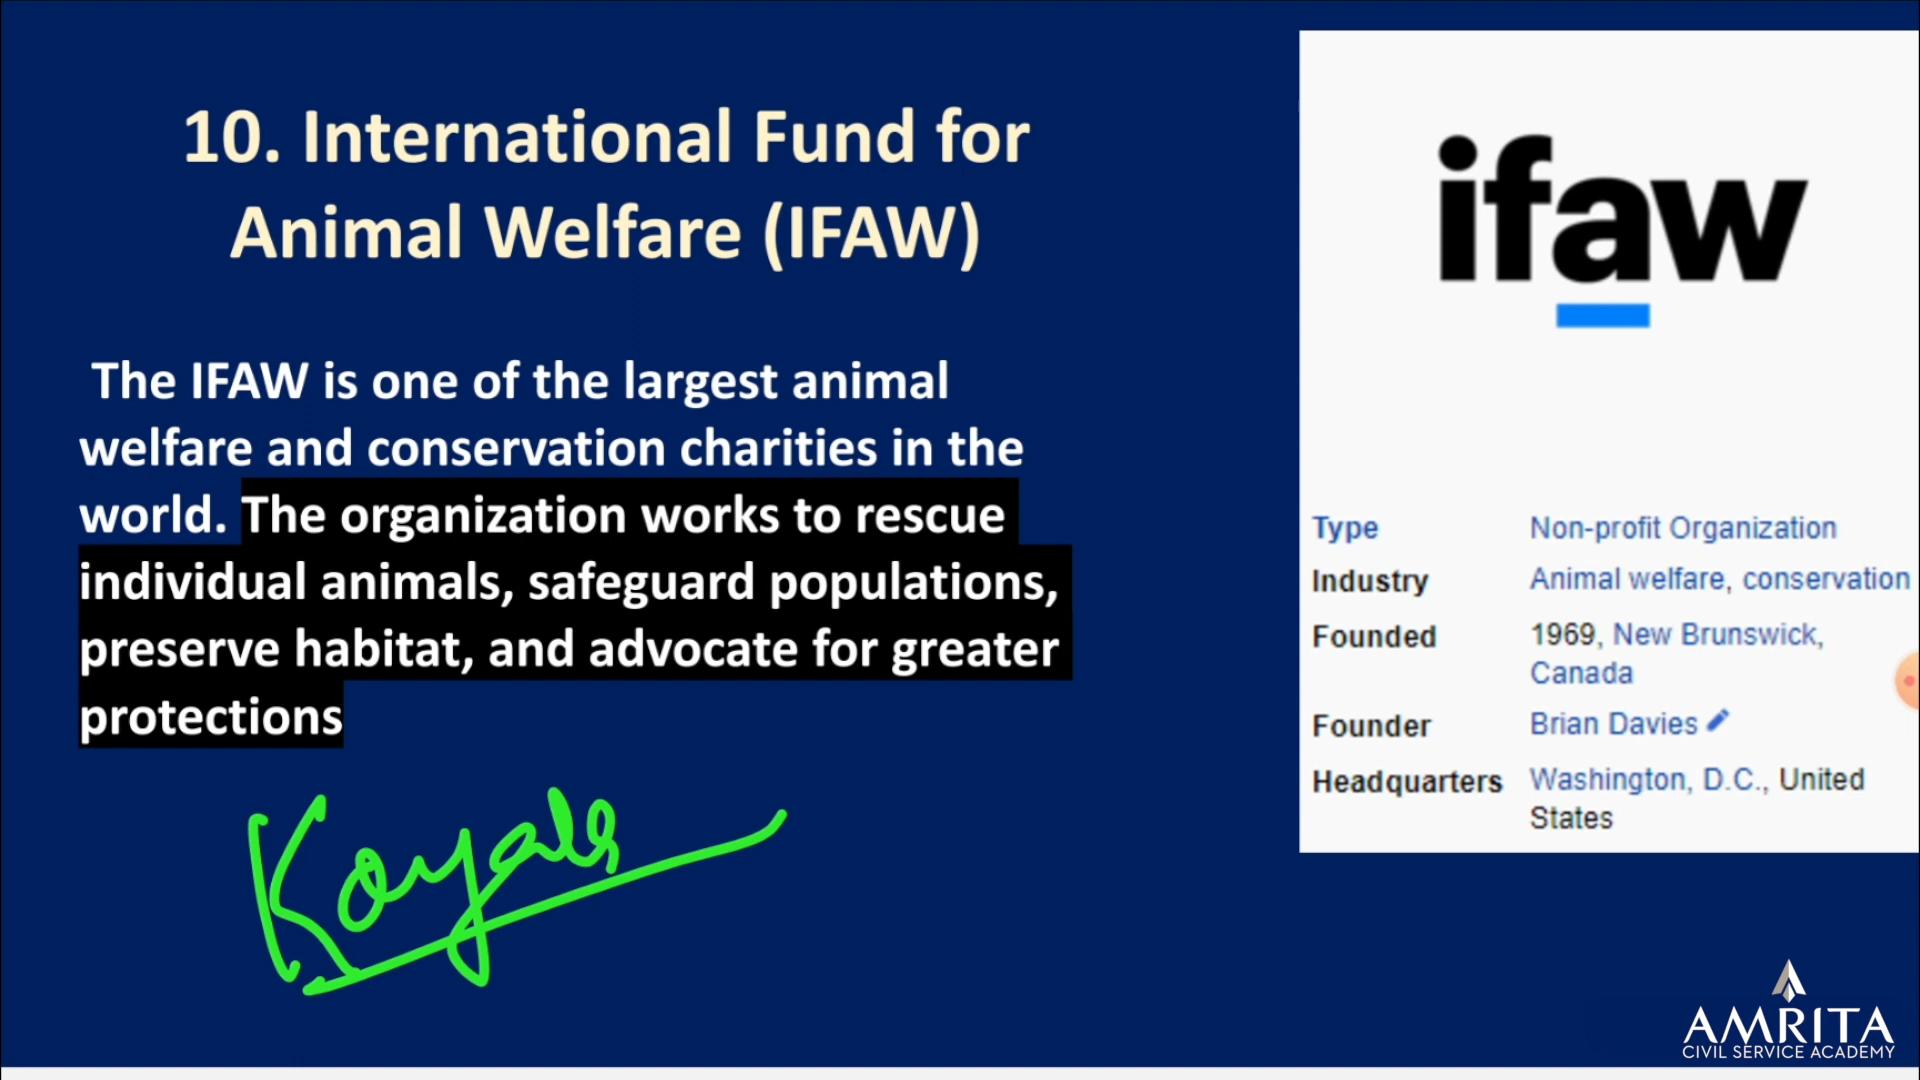 10. International Fund for
Animal Welfare (IFAW)
The IFAW is one of the largest animal
welfare and conservation charities in the
world. The organization works to rescue
individual animals, safeguard populations,
preserve habitat, and advocate for greater
protections
ifaw
Type Non-profit Organization
Industry Animal welfare, conservation
Founded 1969, New Brunswick,
Canada
Founder Brian Davies
Headquarters Washington, D.C., United
States
AMRITA
CIVIL SERVICE ACADEMY